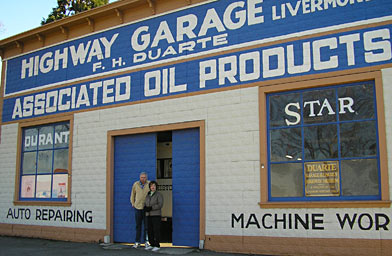 HIGHWAY GARAGE LIVERMORE
F. H. DUARTE
ASSOCIATED OIL PRODUCTS
DURANT
STAR
DUARTE
AUTO REPAIRING
MACHINE WOR